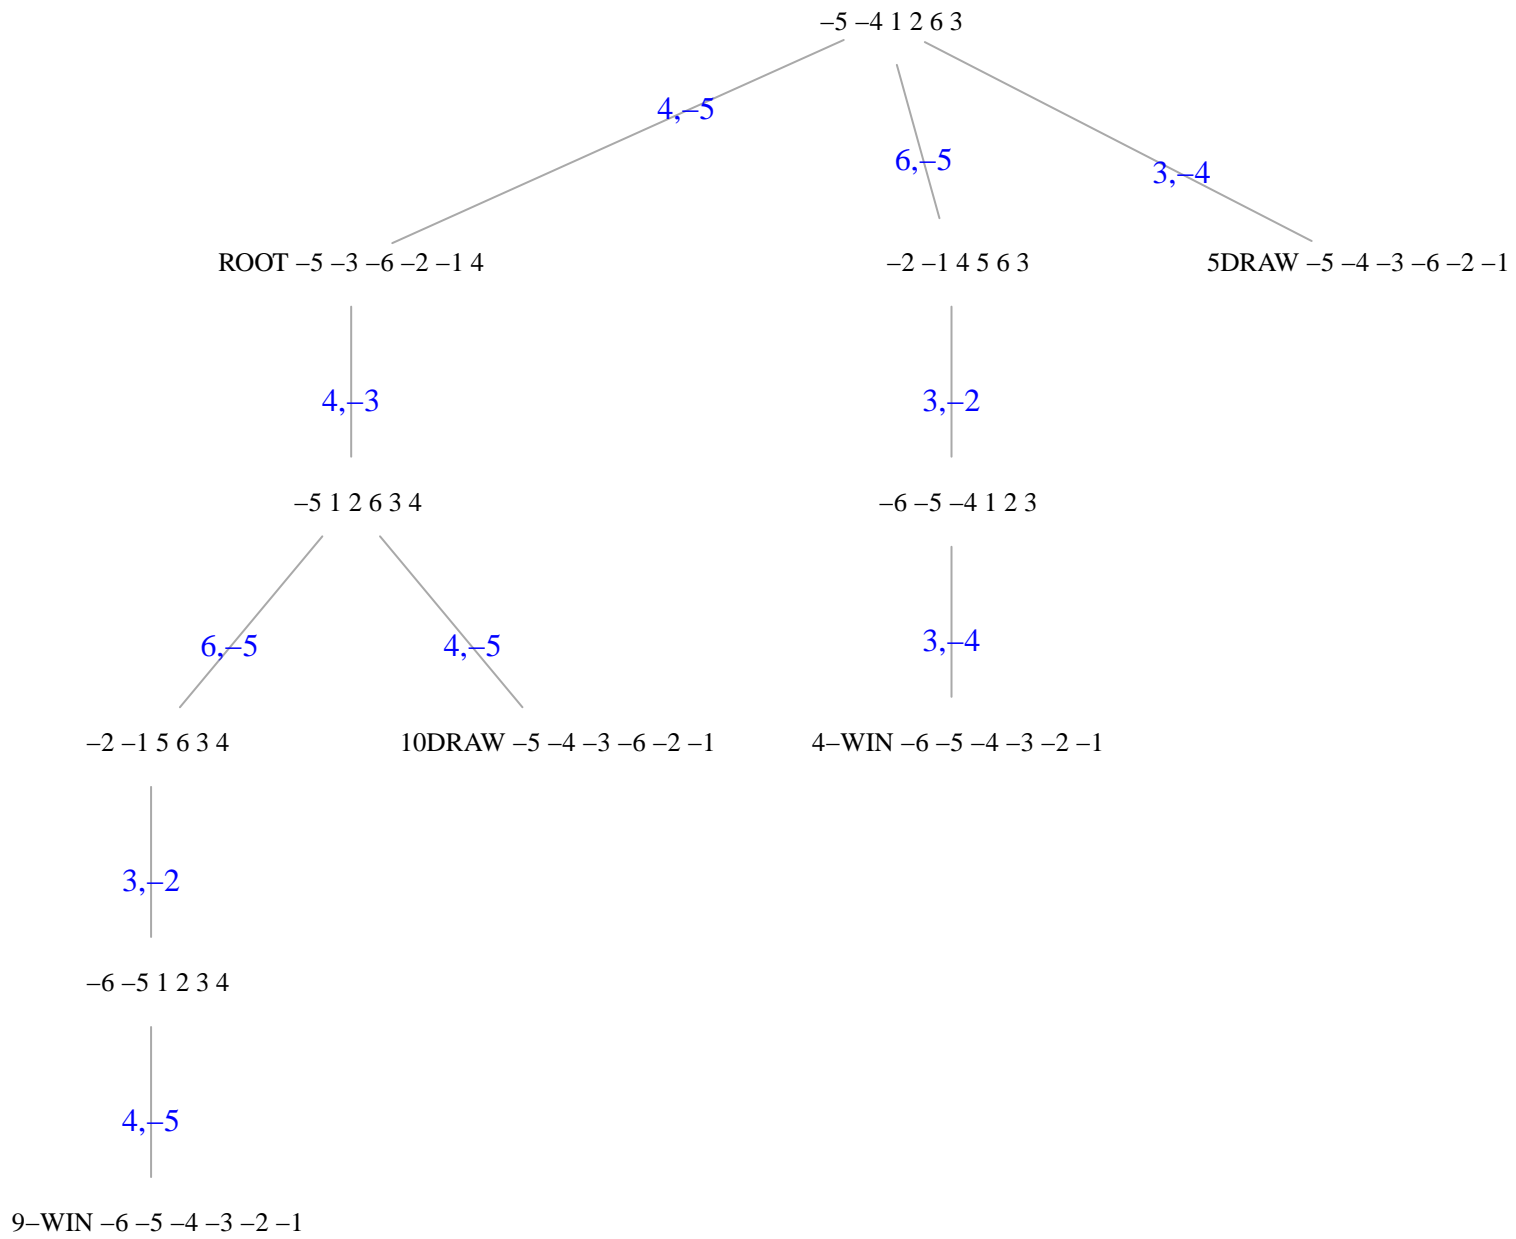 –5 –4 1 2 6 3
4,–5
6,–5
3,–4
ROOT –5 –3 –6 –2 –1 4
–2 –1 4 5 6 3
5DRAW –5 –4 –3 –6 –2 –1
4,–3
3,–2
–5 1 2 6 3 4
–6 –5 –4 1 2 3
6,–5
4,–5
3,–4
–2 –1 5 6 3 4
10DRAW –5 –4 –3 –6 –2 –1
4–WIN –6 –5 –4 –3 –2 –1
3,–2
–6 –5 1 2 3 4
4,–5
9–WIN –6 –5 –4 –3 –2 –1